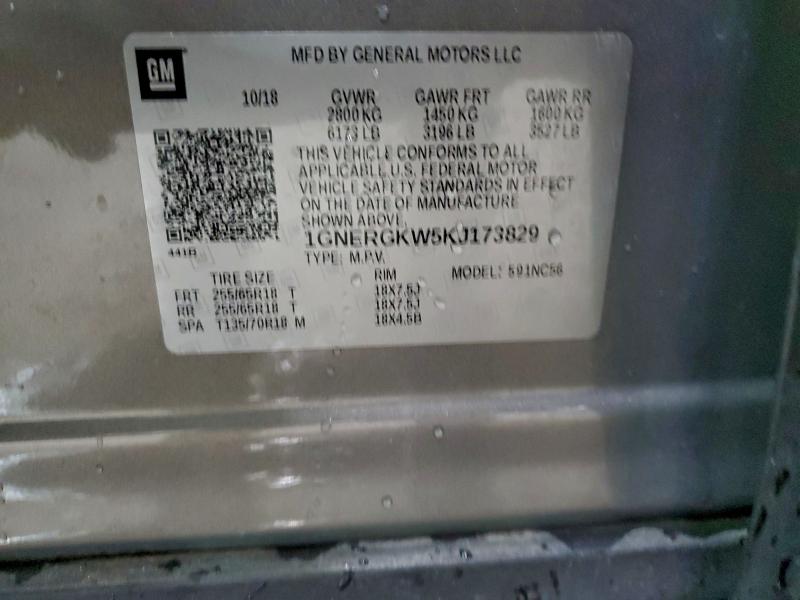 GM
MFD BY GENERAL MOTORS LLC
10/18 GVWR GAWR FRT GAWR RR
2800 KG 1450 KG 1600 KG
6173 LB 3196 LB 3527 LB
THIS VEHICLE CONFORMS TO ALL
APPLICABLE U.S. FEDERAL MOTOR
VEHICLE SAFETY STANDARDS IN EFFECT
ON THE DATE OF MANUFACTURE
SHOWN ABOVE.
1GNERGKW5KJ173829
TYPE: M.P.V. MODEL: 591NC56
TIRE SIZE RIM
FRT 255/65R18 T 18X7.5J
RR 255/65R18 T 18X7.5J
SPA T135/70R18 M 18X4.5B